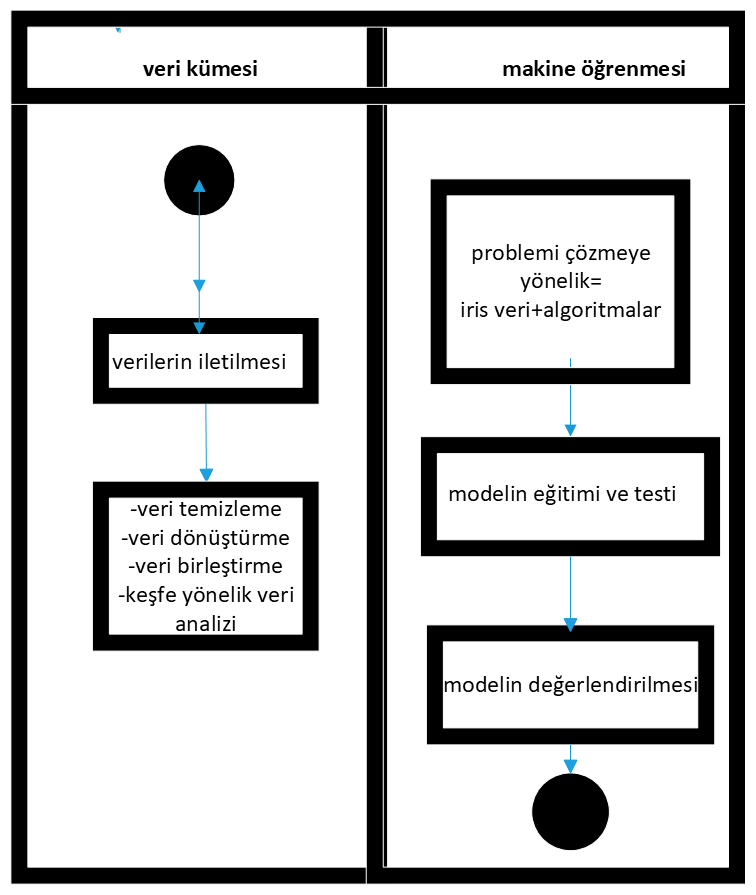 veri kümesi
makine öğrenmesi
verilerin iletilmesi
-veri temizleme
-veri dönüştürme
-veri birleştirme
-keşfe yönelik veri
analizi
problemi çözmeye
yönelik=
iris veri+algoritmalar
modelin eğitimi ve testi
modelin değerlendirilmesi